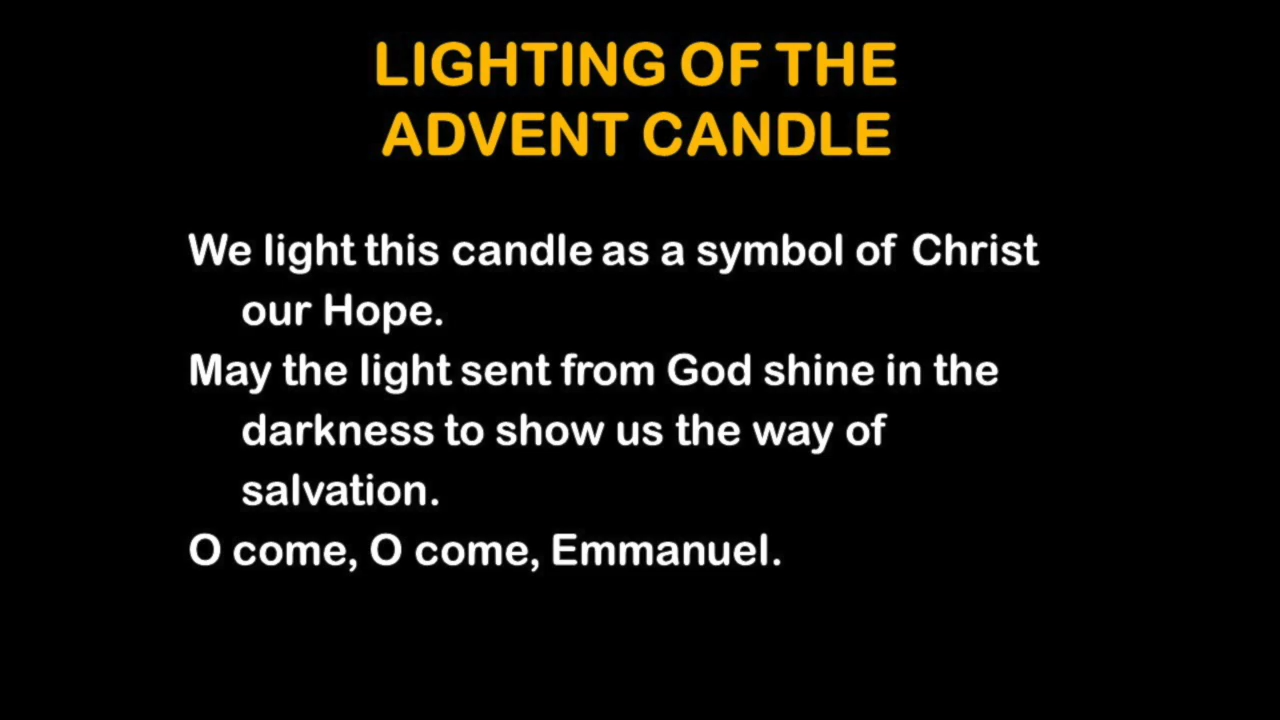 LIGHTING OF THE
ADVENT CANDLE
We light this candle as a symbol of Christ
our Hope.
May the light sent from God shine in the
darkness to show us the way of
salvation.
O come, O come, Emmanuel.